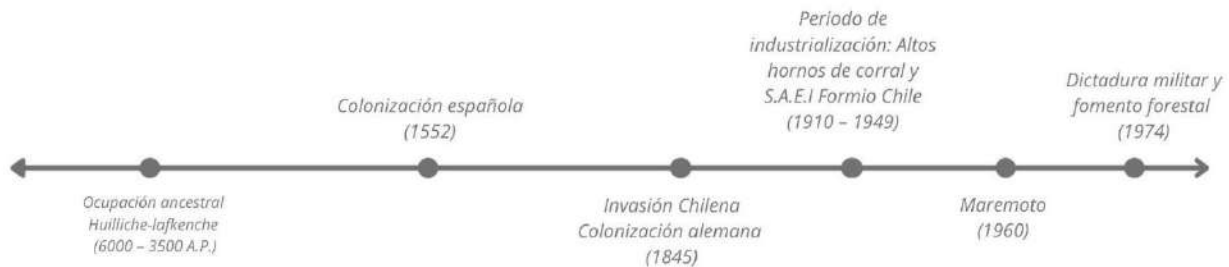 Periodo de
industrialización: Altos
hornos de corral y
S.A.E.I Formio Chile
(1910 – 1949)
Dictadura militar y
fomento forestal
(1974)
Colonización española
(1552)
Ocupación ancestral
Huilliche-lafkenche
(6000 – 3500 A.P.)
Invasión Chilena
Colonización alemana
(1845)
Maremoto
(1960)